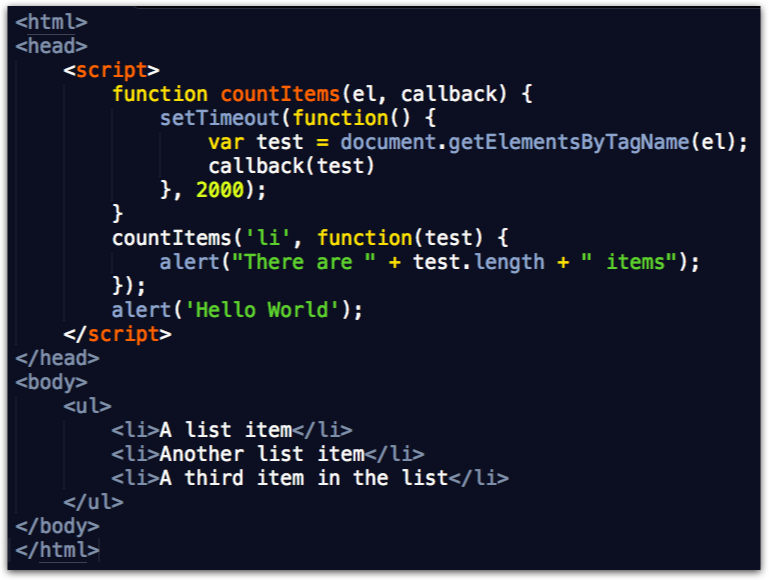 <html>
<head>
    <script>
        function countItems(el, callback) {
            setTimeout(function() {
                var test = document.getElementsByTagName(el);
                callback(test)
            }, 2000);
        }
        countItems('li', function(test) {
            alert("There are " + test.length + " items");
        });
        alert('Hello World');
    </script>
</head>
<body>
    <ul>
        <li>A list item</li>
        <li>Another list item</li>
        <li>A third item in the list</li>
    </ul>
</body>
</html>